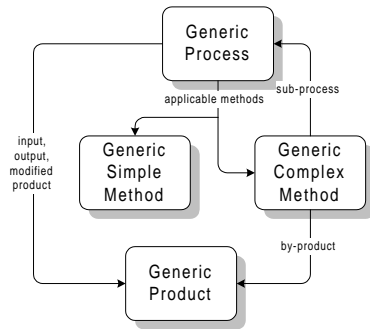 Generic
Process
applicable methods
sub-process
input,
output,
modified
product
Generic
Simple
Method
Generic
Complex
Method
by-product
Generic
Product